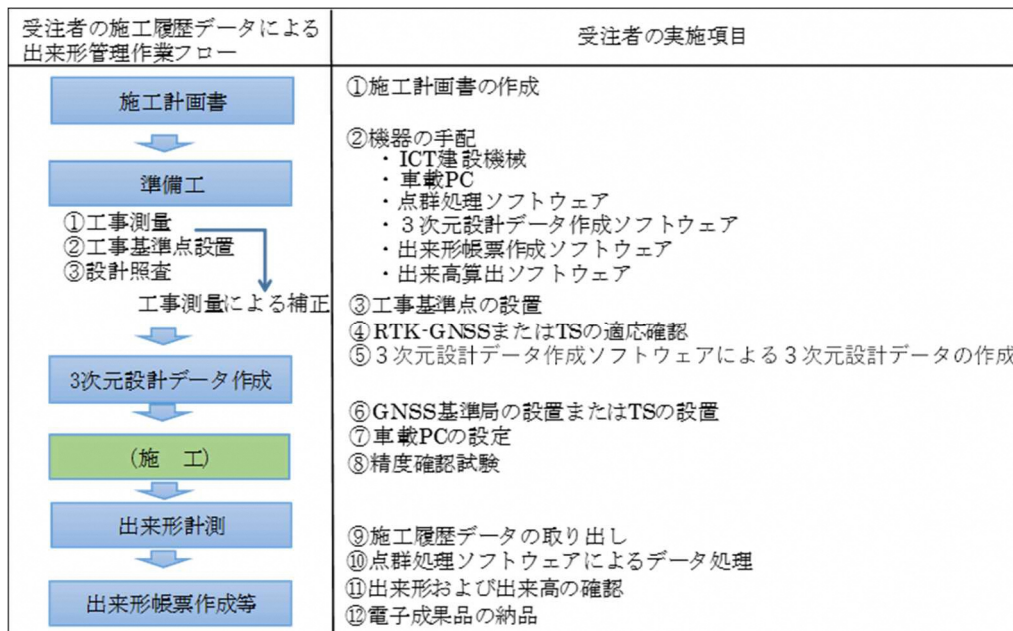 受注者の施工履歴データによる
出来形管理作業フロー
受注者の実施項目
施工計画書
準備工
①工事測量
②工事基準点設置
③設計照査
工事測量による補正
3次元設計データ作成
(施 工)
出来形計測
出来形帳票作成等
①施工計画書の作成
②機器の手配
・ICT建設機械
・車載PC
・点群処理ソフトウェア
・３次元設計データ作成ソフトウェア
・出来形帳票作成ソフトウェア
・出来高算出ソフトウェア
③工事基準点の設置
④RTK-GNSSまたはTSの適応確認
⑤３次元設計データ作成ソフトウェアによる３次元設計データの作成
⑥GNSS基準局の設置またはTSの設置
⑦車載PCの設定
⑧精度確認試験
⑨施工履歴データの取り出し
⑩点群処理ソフトウェアによるデータ処理
⑪出来形および出来高の確認
⑫電子成果品の納品